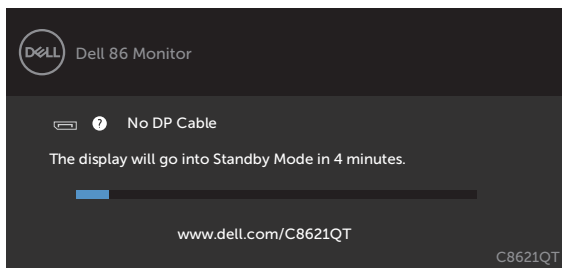 DELL
Dell 86 Monitor
? No DP Cable
The display will go into Standby Mode in 4 minutes.
www.dell.com/C8621QT
C8621QT